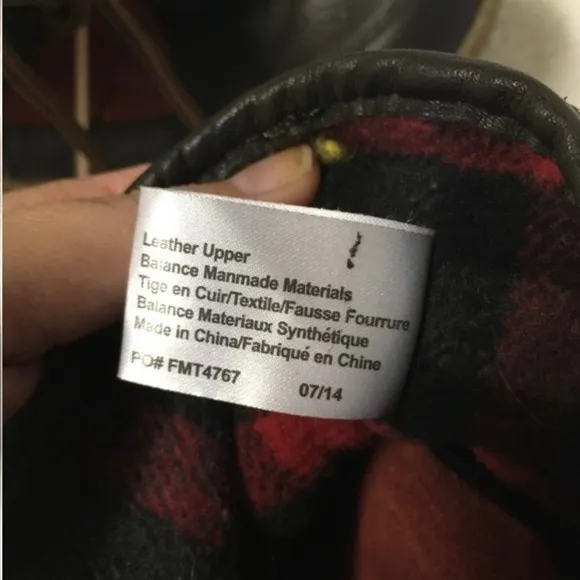 Leather Upper
Balance Manmade Materials
Tige en Cuir/Textile/Fausse Fourrure
Balance Materiaux Synthétique
Made in China/Fabriqué en Chine
PO# FMT4767 07/14